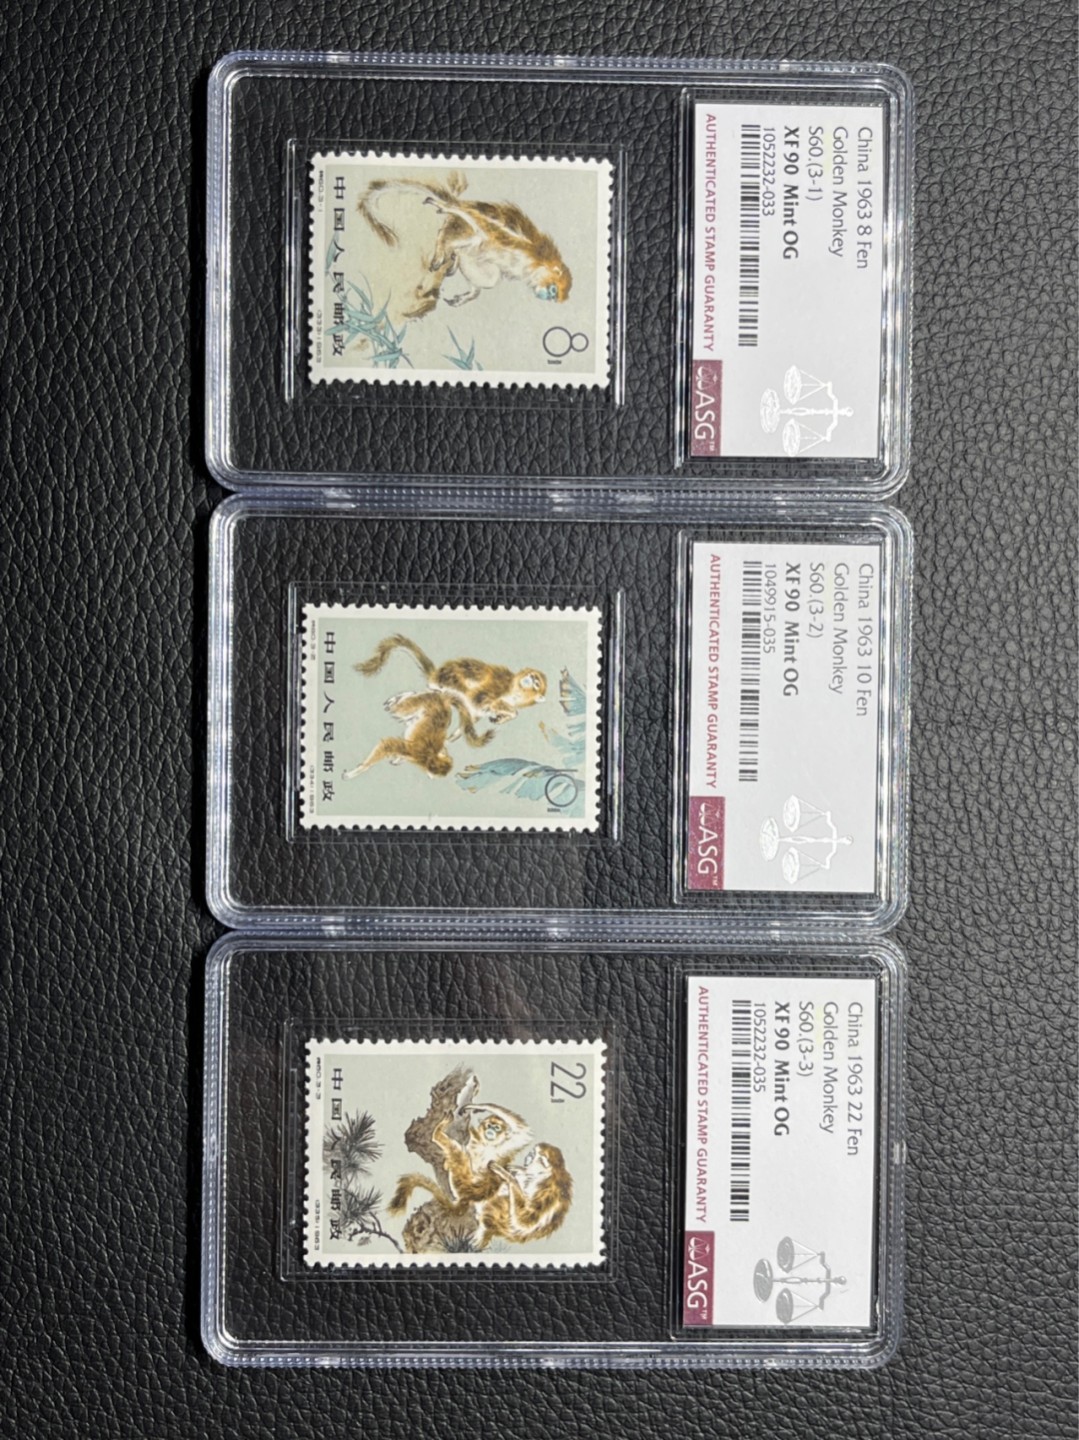 China 1963 8 Fen
Golden Monkey
S60.(3-1)
XF 90 Mint OG
1052232-033
AUTHENTICATED STAMP GUARANTY
ASG™
8
中国人民邮政
China 1963 10 Fen
Golden Monkey
S60.(3-2)
XF 90 Mint OG
1049915-035
AUTHENTICATED STAMP GUARANTY
ASG™
10
中国人民邮政
China 1963 22 Fen
Golden Monkey
S60.(3-3)
XF 90 Mint OG
1052232-035
AUTHENTICATED STAMP GUARANTY
ASG™
22
中国人民邮政